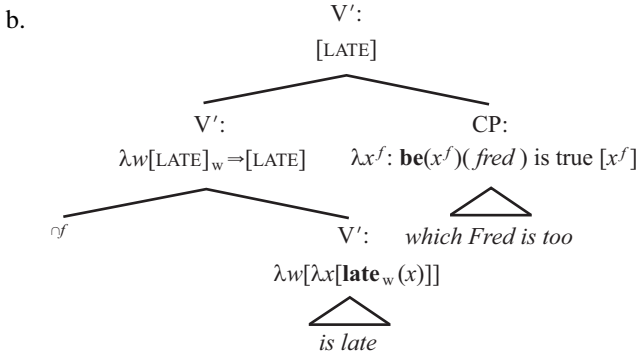 b.
V′:
[LATE]
V′: CP:
λw[LATE]w⇒[LATE] λxᶠ: be(xᶠ)(fred) is true [xᶠ]
∩f V′: which Fred is too
λw[λx[latew(x)]]
is late